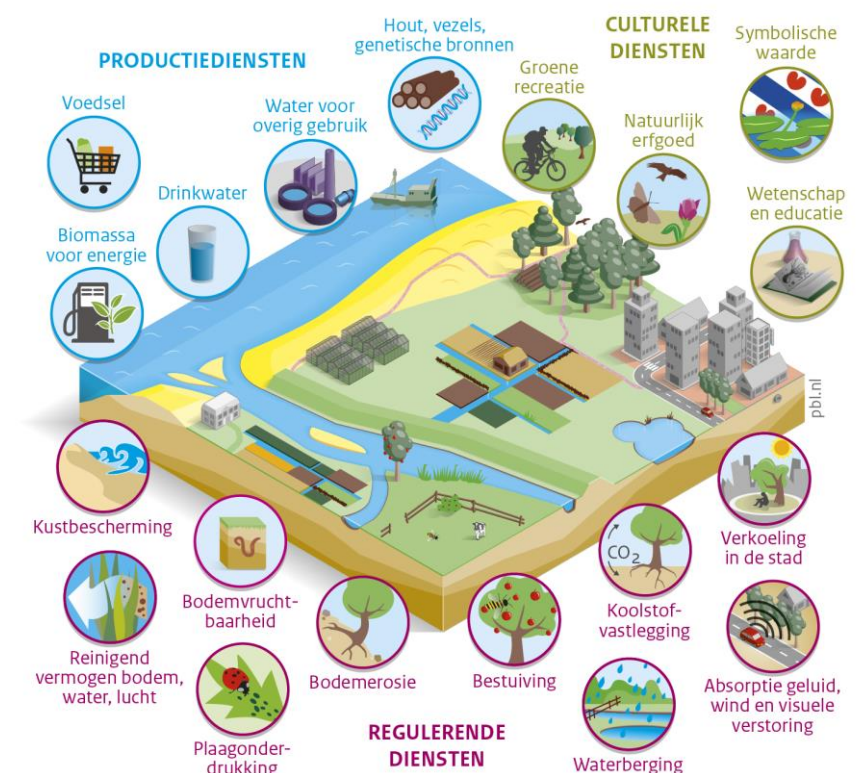 PRODUCTIEDIENSTEN
Voedsel
Biomassa
voor energie
Drinkwater
Water voor
overig gebruik
Hout, vezels,
genetische bronnen
CULTURELE
DIENSTEN
Groene
recreatie
Natuurlijk
erfgoed
Symbolische
waarde
Wetenschap
en educatie
pbl.nl
Kustbescherming
Reinigend
vermogen bodem,
water, lucht
Bodemvrucht-
baarheid
Plaagonder-
drukking
Bodemerosie
Bestuiving
REGULERENDE
DIENSTEN
CO2
Koolstof-
vastlegging
Waterberging
Verkoeling
in de stad
Absorptie geluid,
wind en visuele
verstoring